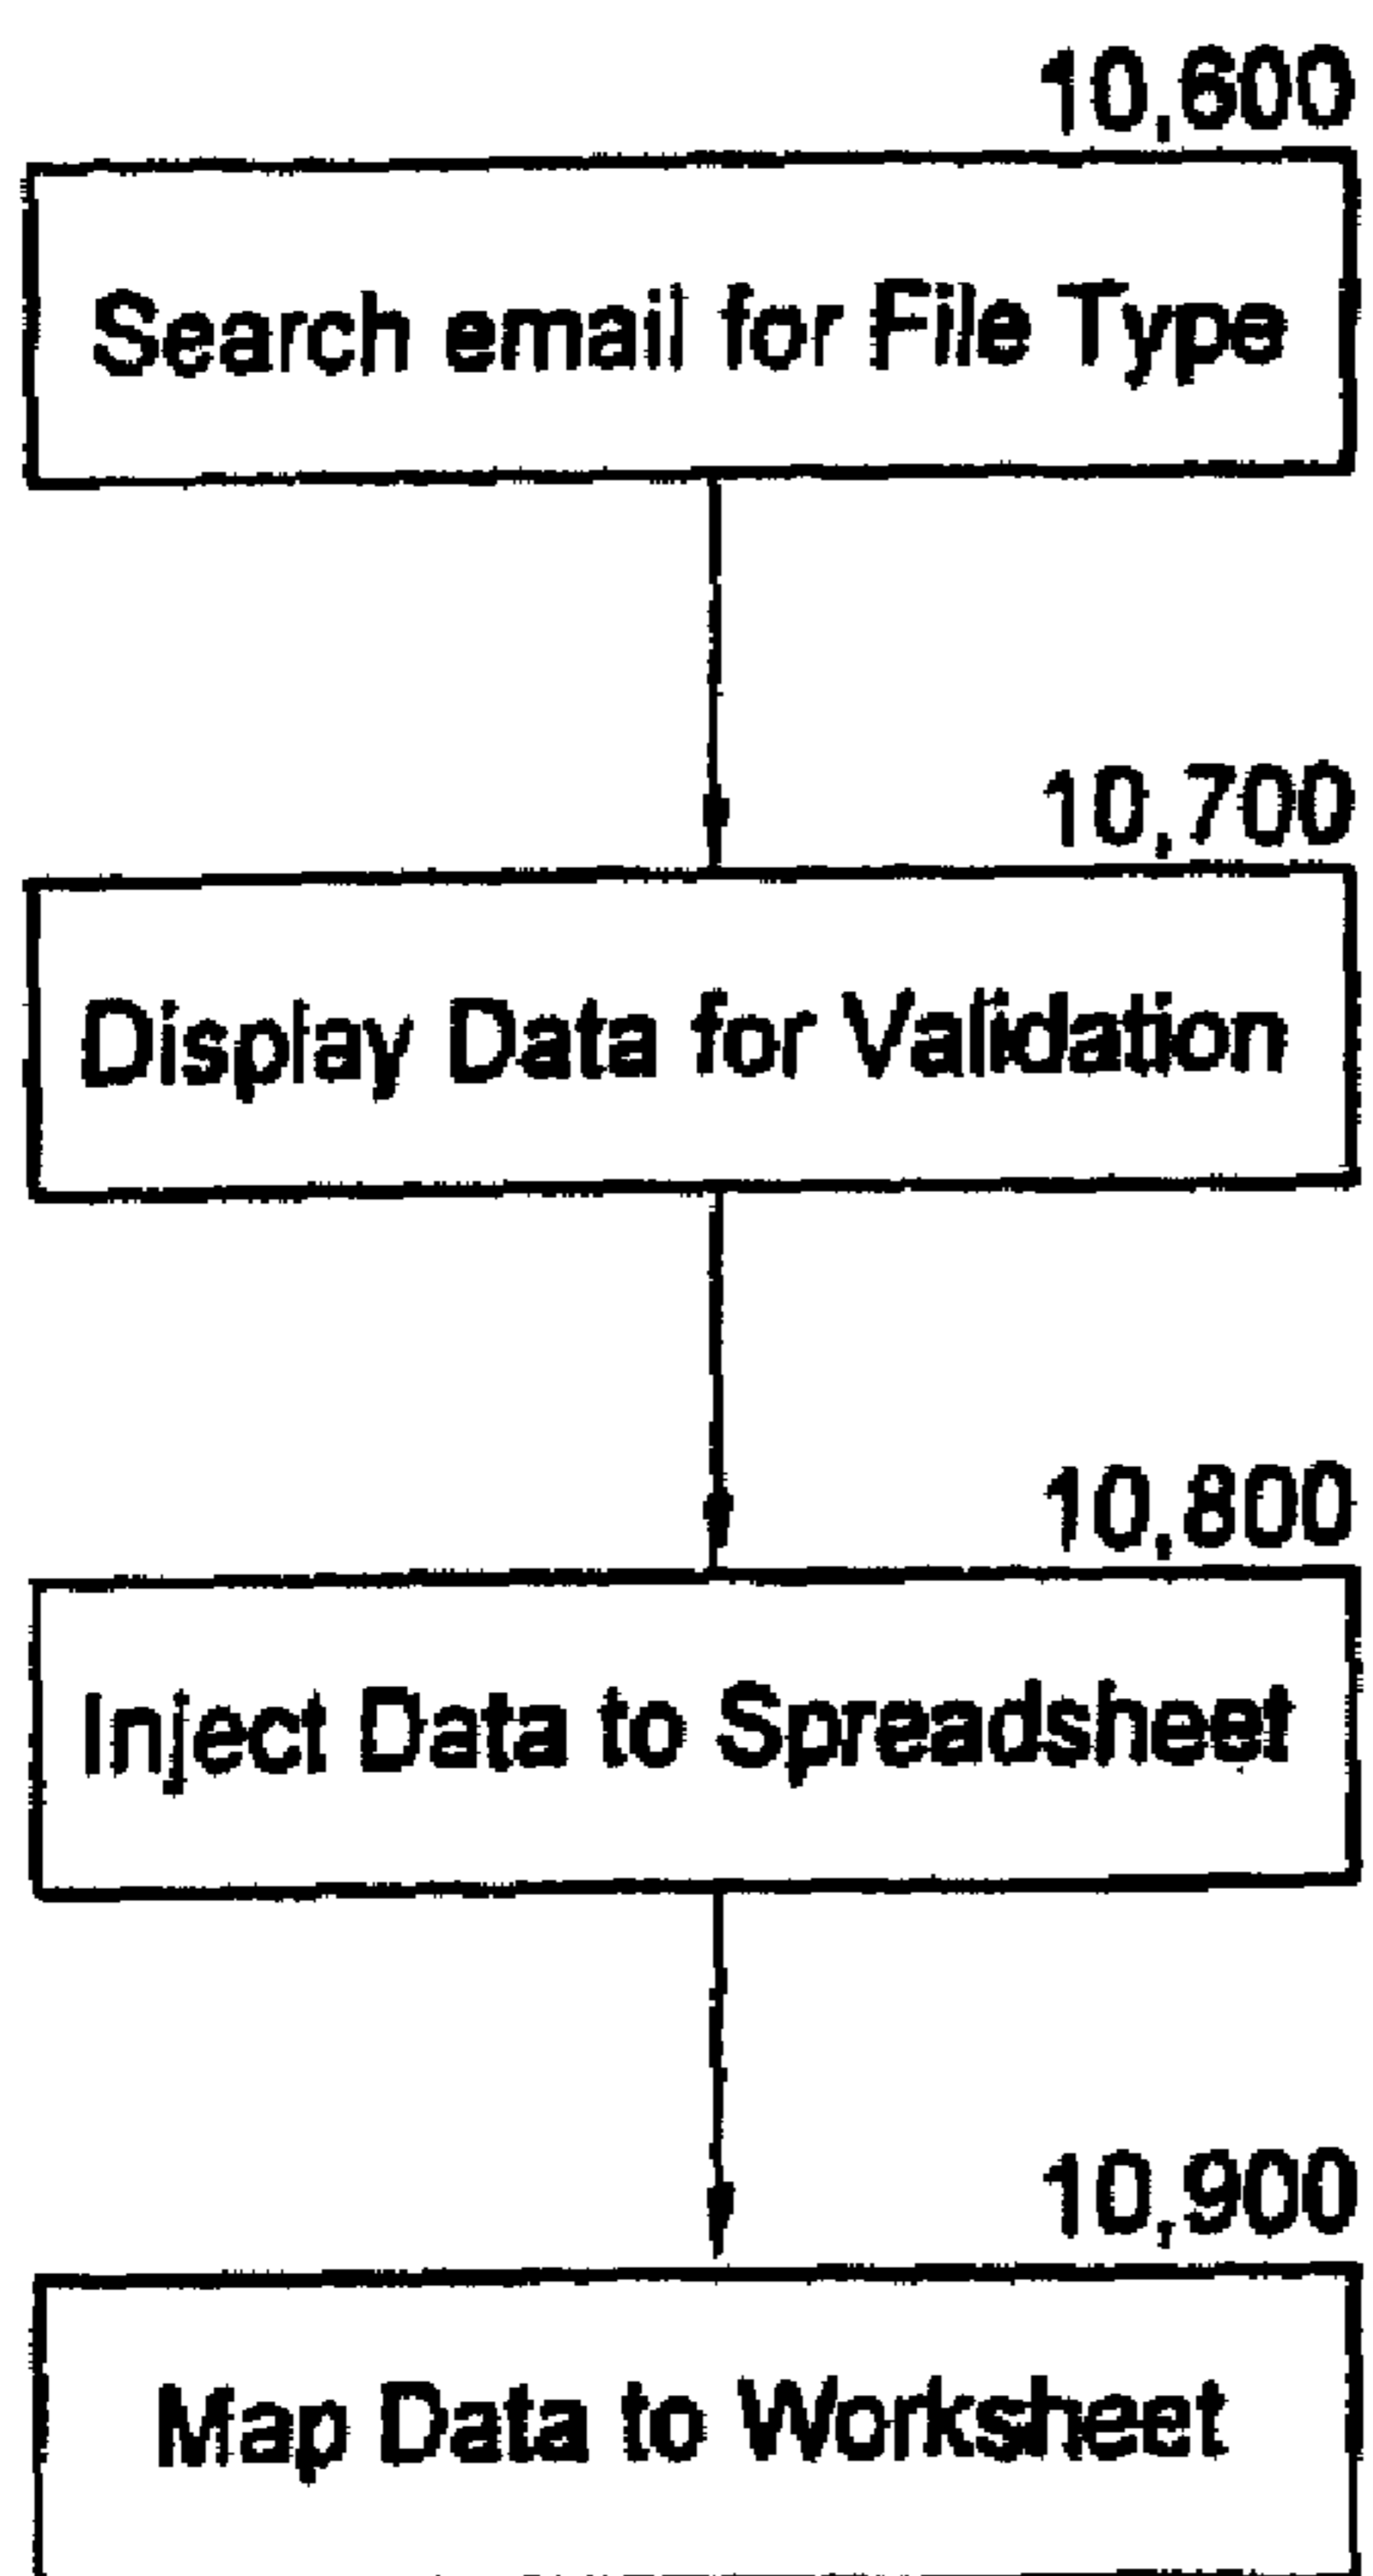 10,600
Search email for File Type
10,700
Display Data for Validation
10,800
Inject Data to Spreadsheet
10,900
Map Data to Worksheet